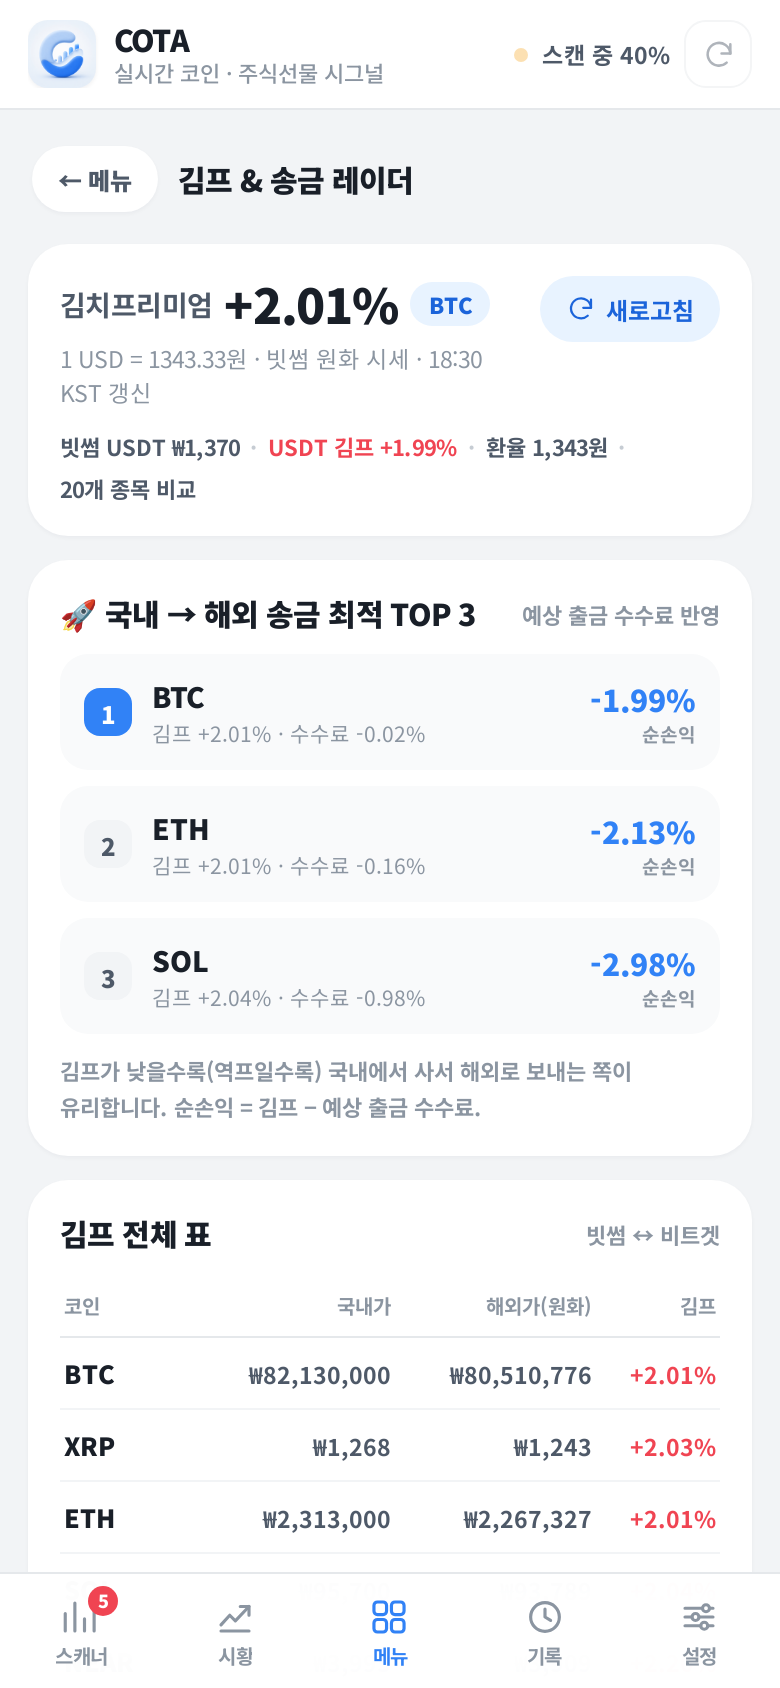 COTA
실시간 코인 · 주식선물 시그널
스캔 중 40%
← 메뉴
김프 & 송금 레이더
김치프리미엄 +2.01% BTC
새로고침
1 USD = 1343.33원 · 빗썸 원화 시세 · 18:30
KST 갱신
빗썸 USDT ₩1,370 · USDT 김프 +1.99% · 환율 1,343원 ·
20개 종목 비교
🚀 국내 → 해외 송금 최적 TOP 3
예상 출금 수수료 반영
1
BTC
김프 +2.01% · 수수료 -0.02%
-1.99%
순손익
2
ETH
김프 +2.01% · 수수료 -0.16%
-2.13%
순손익
3
SOL
김프 +2.04% · 수수료 -0.98%
-2.98%
순손익
김프가 낮을수록(역프일수록) 국내에서 사서 해외로 보내는 쪽이
유리합니다. 순손익 = 김프 − 예상 출금 수수료.
김프 전체 표
빗썸 ↔ 비트겟
코인 국내가 해외가(원화) 김프
BTC ₩82,130,000 ₩80,510,776 +2.01%
XRP ₩1,268 ₩1,243 +2.03%
ETH ₩2,313,000 ₩2,267,327 +2.01%
5
스캐너 시황 메뉴 기록 설정